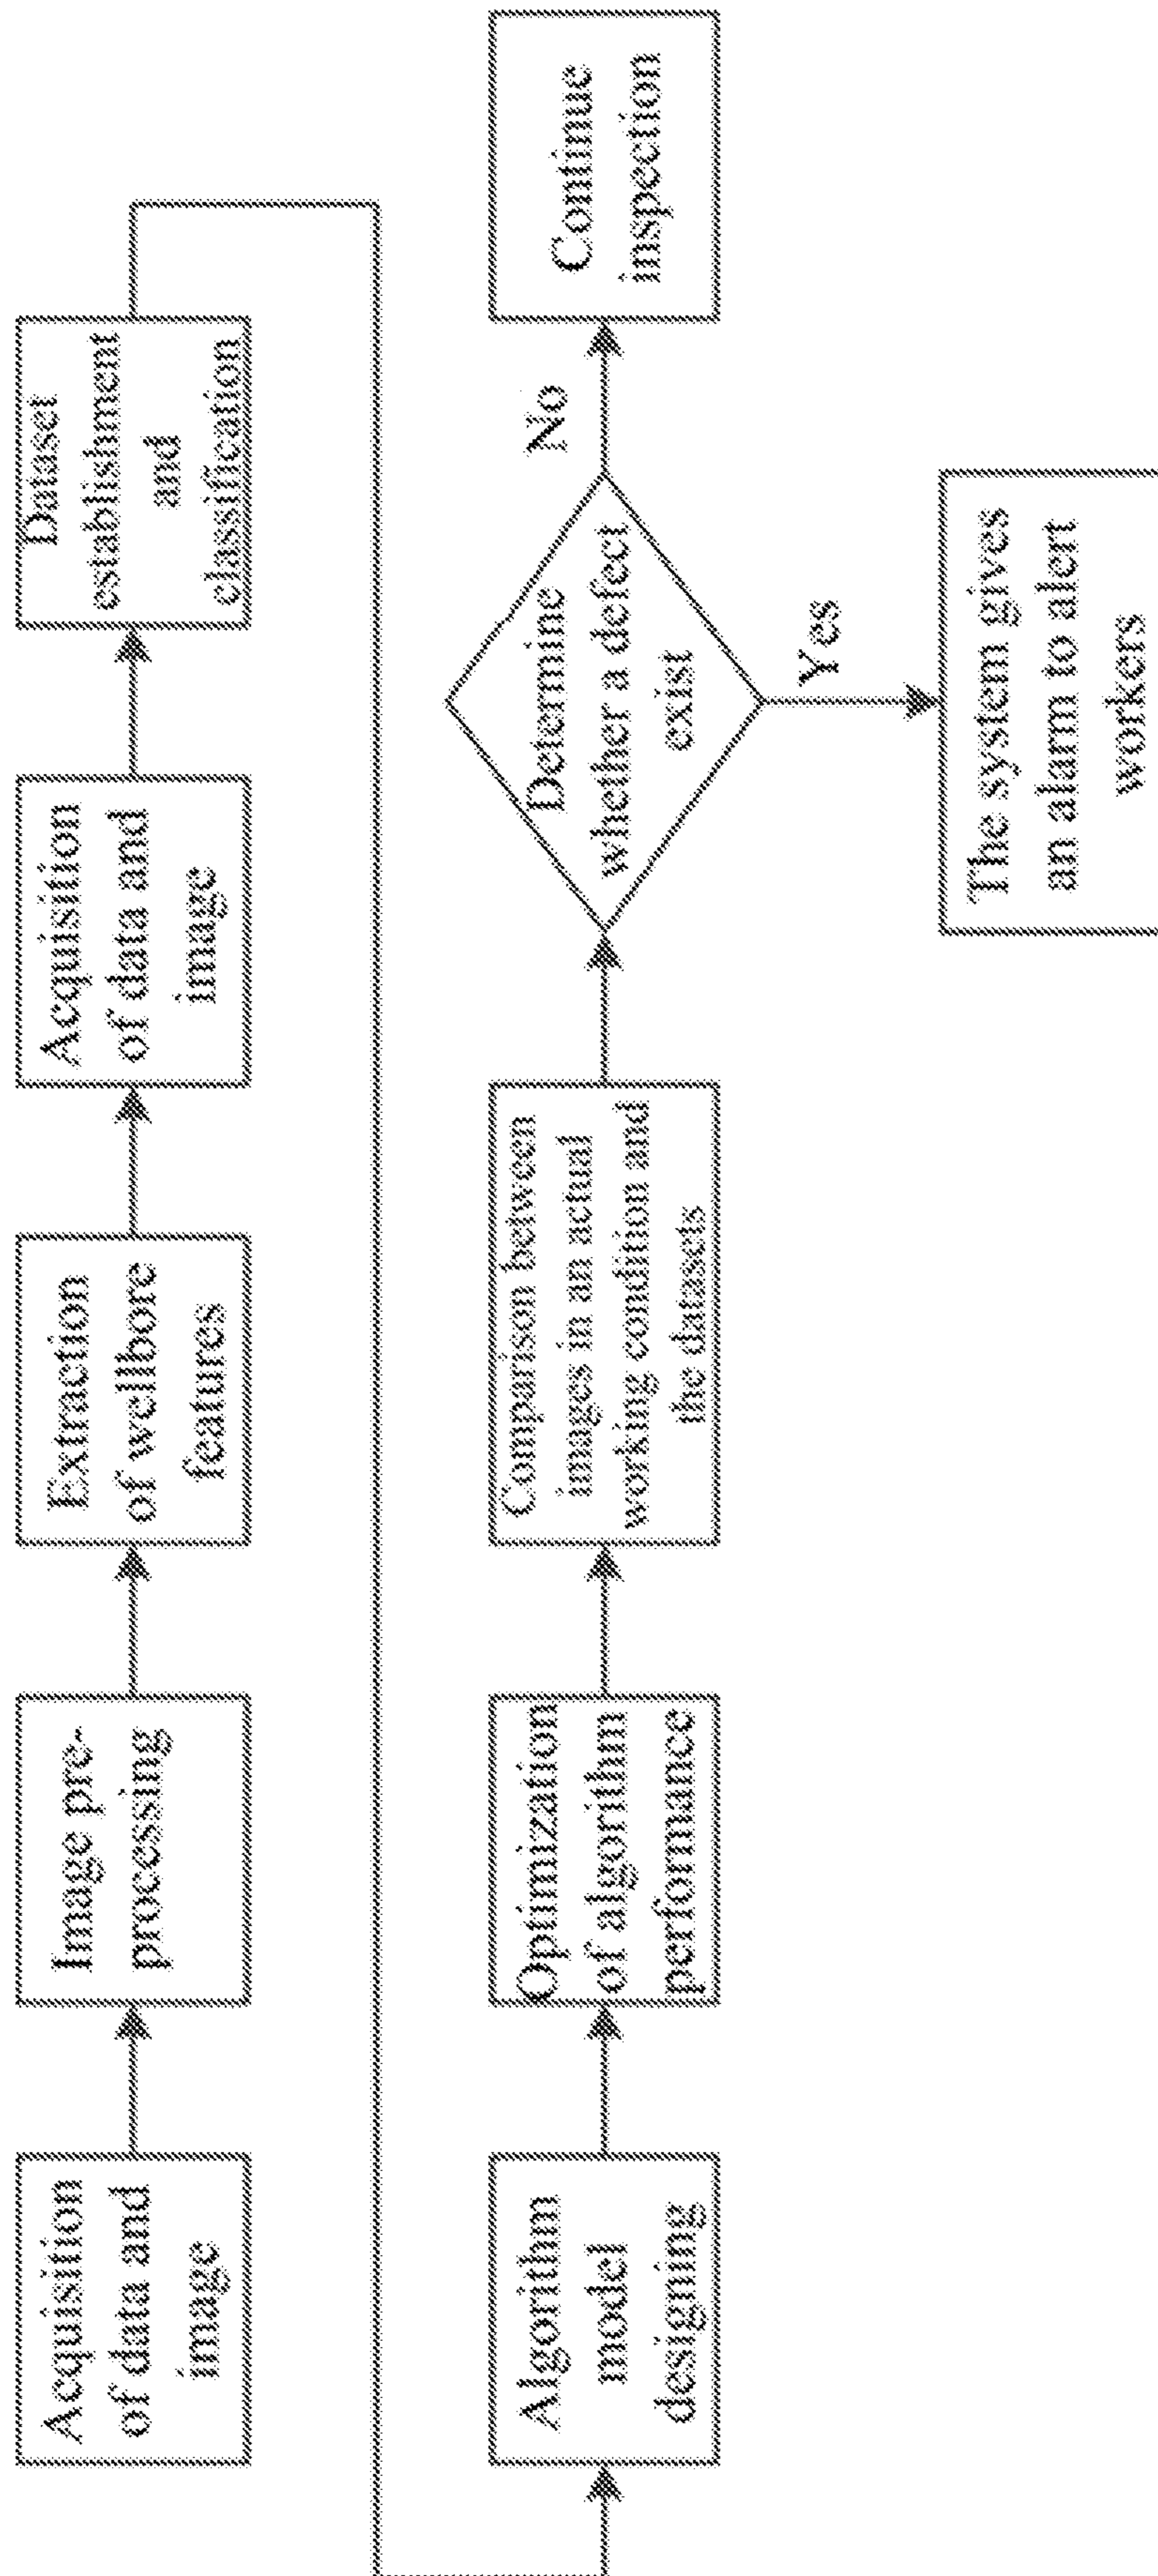 Acquisition
of data and
image
Image pre-
processing
Extraction
of wellbore
features
Acquisition
of data and
image
Dataset
establishment
and
classification
Algorithm
model
designing
Optimization
of algorithm
performance
Comparison between
images in an actual
working condition and
the datasets
Determine
whether a defect
exist
No
Continue
inspection
Yes
The system gives
an alarm to alert
workers